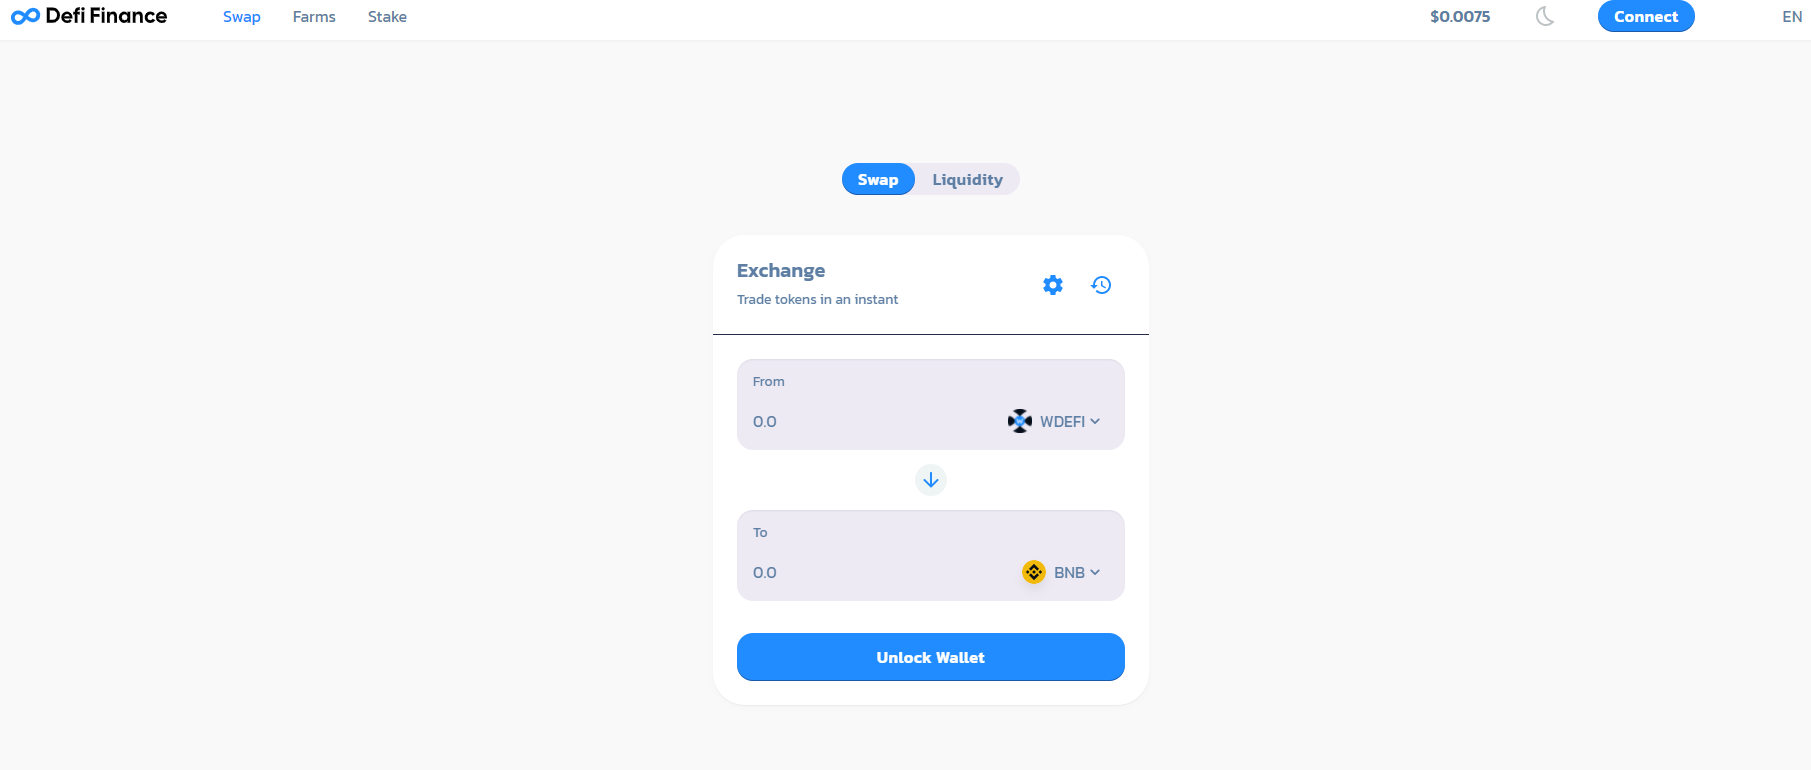 Defi Finance Swap Farms Stake $0.0075 Connect EN
Swap Liquidity
Exchange
Trade tokens in an instant
From
0.0 WDEFI
To
0.0 BNB
Unlock Wallet